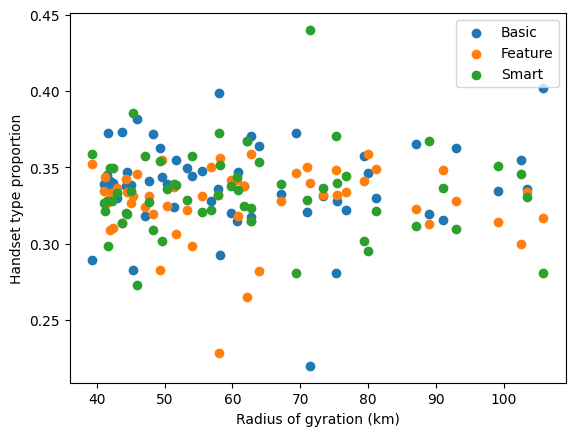 0.45
0.40
0.35
0.30
0.25
Handset type proportion
Basic
Feature
Smart
40
50
60
70
80
90
100
Radius of gyration (km)